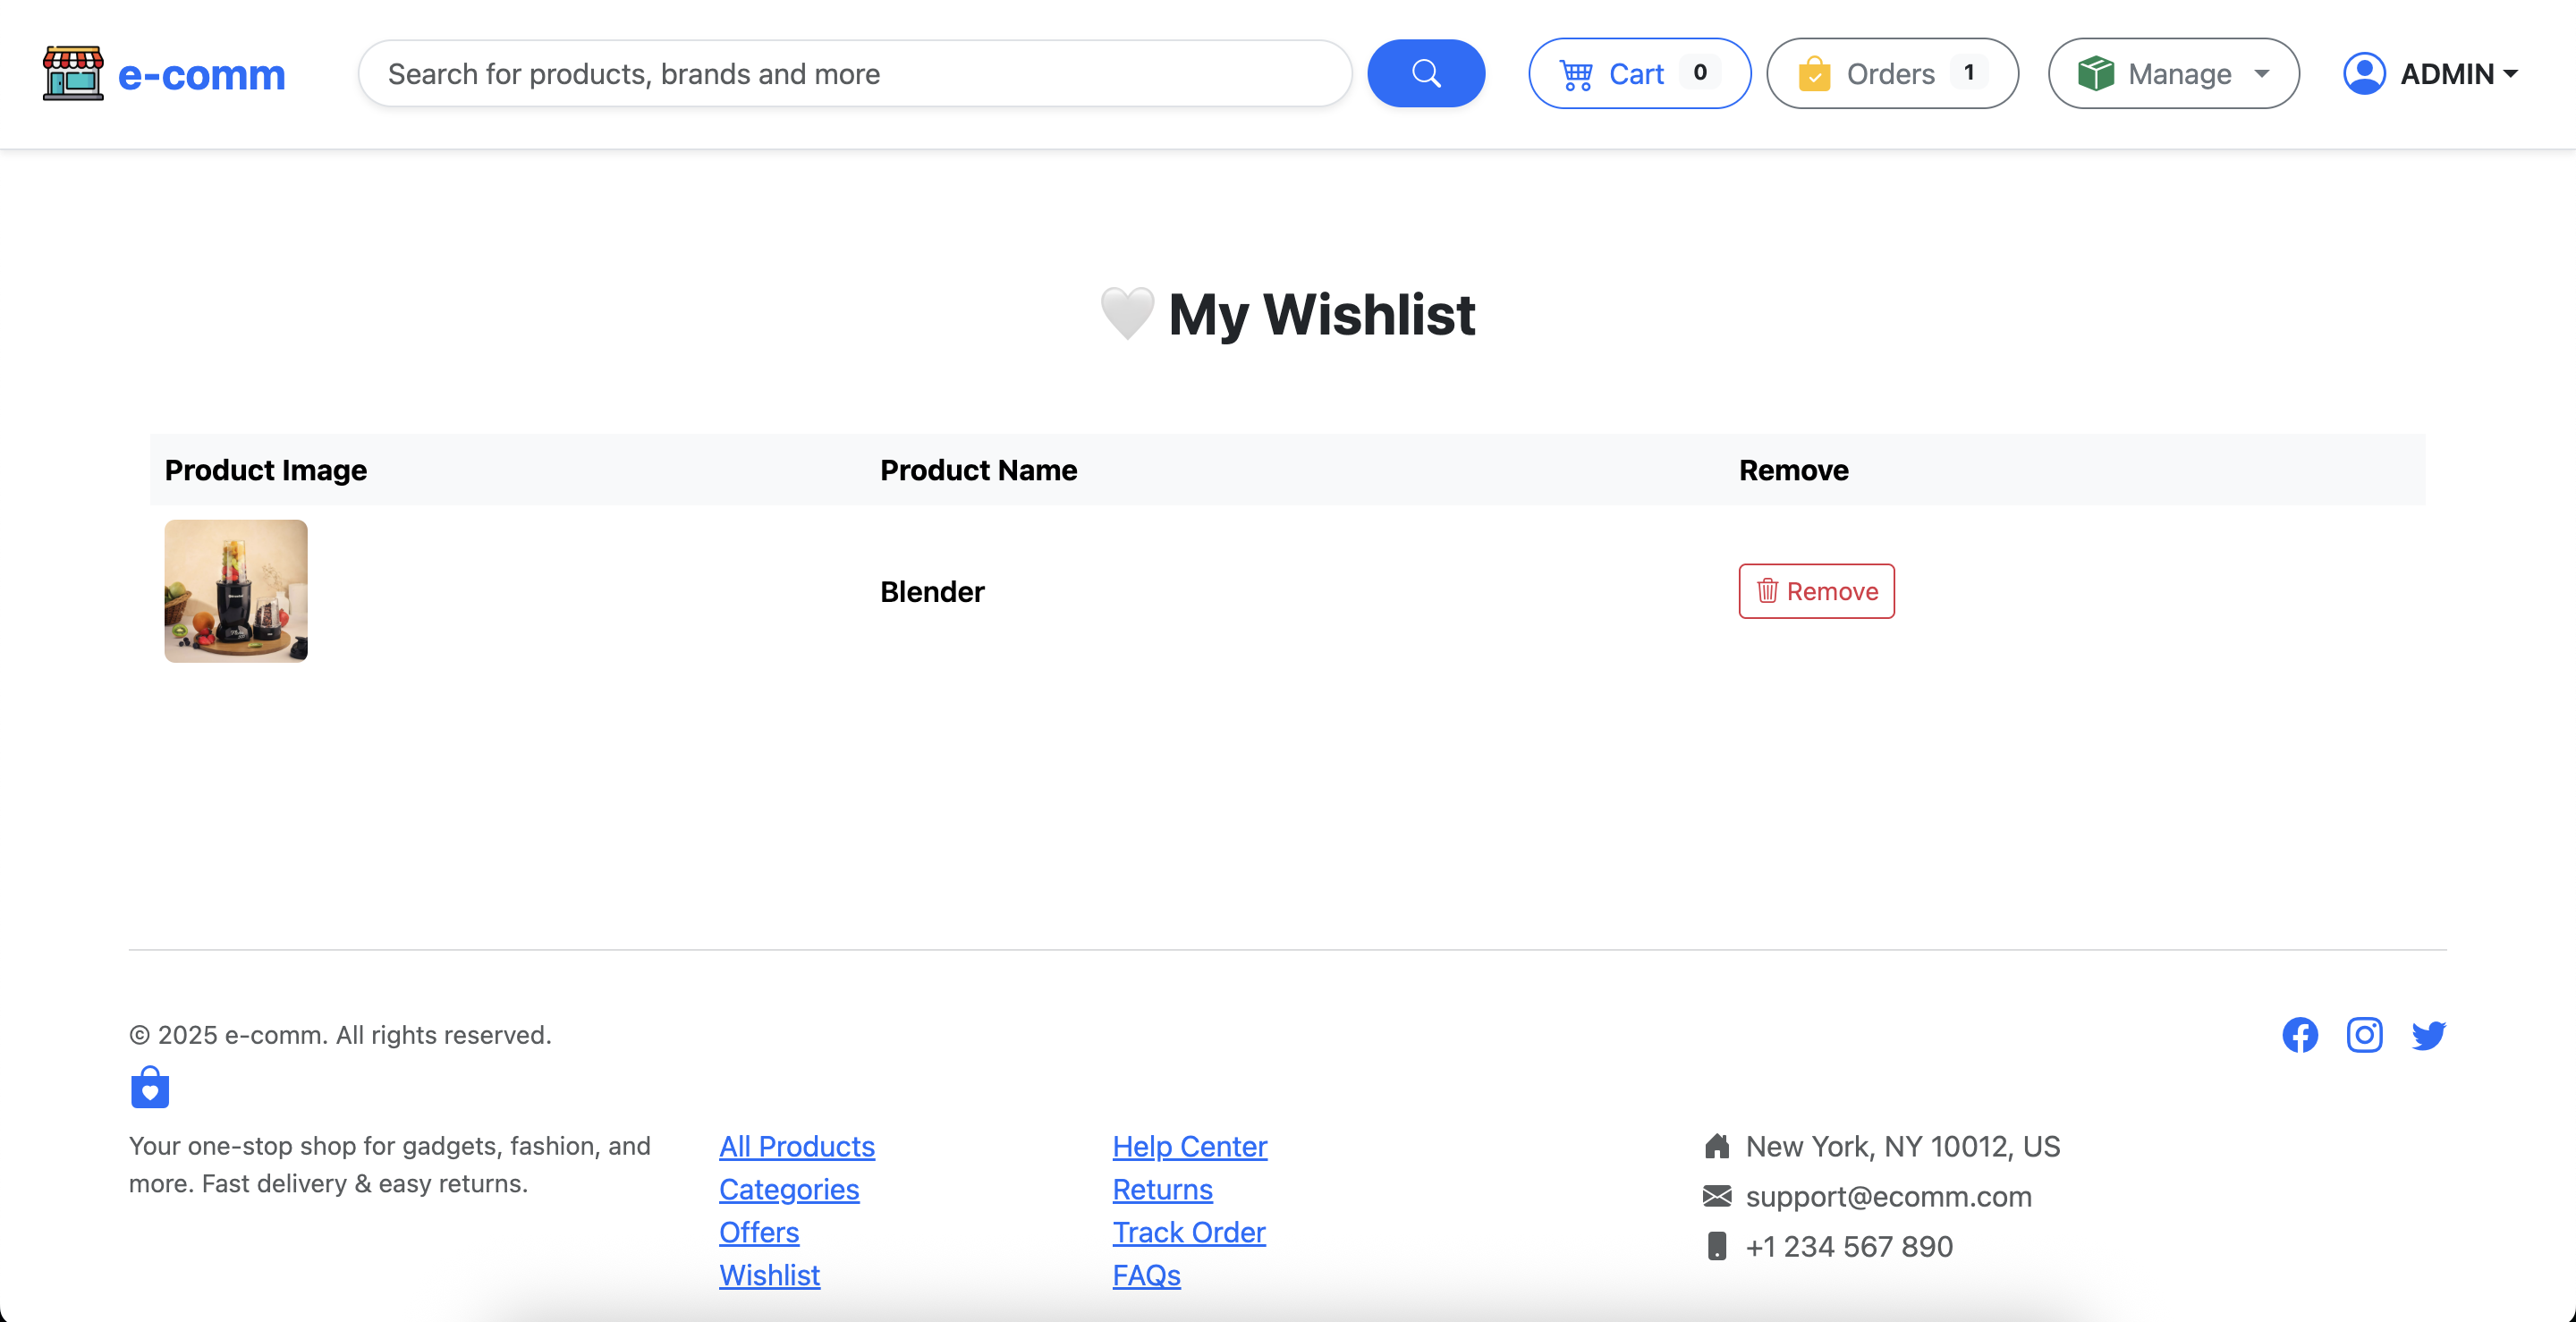 e-comm
Search for products, brands and more
Cart 0
Orders 1
Manage
ADMIN
My Wishlist
Product Image Product Name Remove
Blender Remove
© 2025 e-comm. All rights reserved.
Your one-stop shop for gadgets, fashion, and
more. Fast delivery & easy returns.
All Products
Categories
Offers
Wishlist
Help Center
Returns
Track Order
FAQs
New York, NY 10012, US
support@ecomm.com
+1 234 567 890